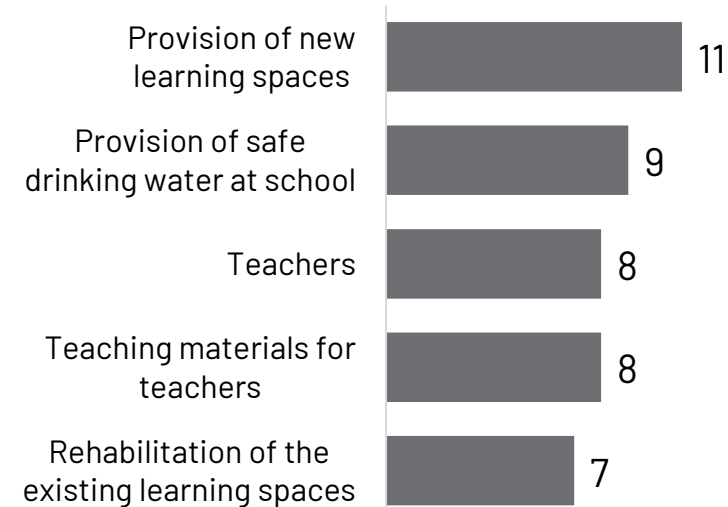 Provision of new
learning spaces
11
Provision of safe
drinking water at school
9
Teachers
8
Teaching materials for
teachers
8
Rehabilitation of the
existing learning spaces
7